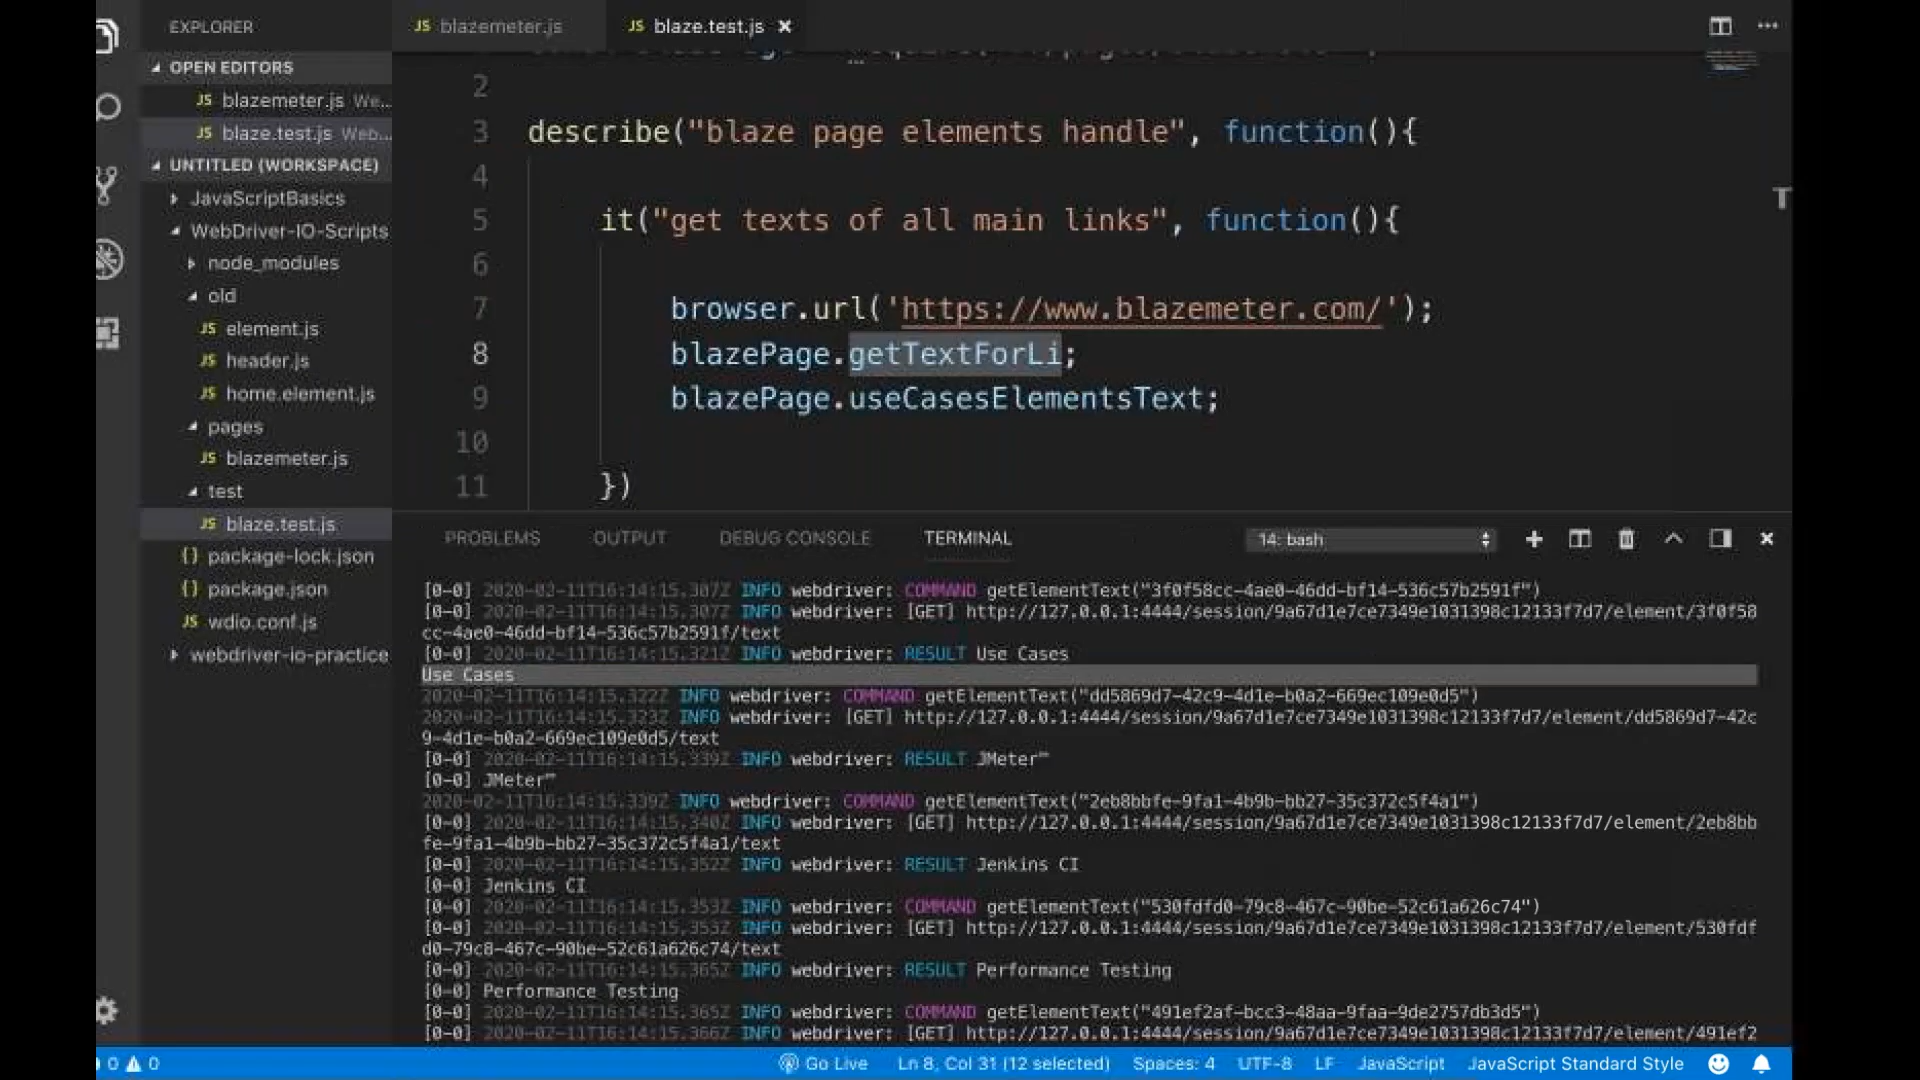 EXPLORER
OPEN EDITORS
JS blazemeter.js We...
JS blaze.test.js Web...
UNTITLED (WORKSPACE)
JavaScriptBasics
WebDriver-IO-Scripts
node_modules
old
JS element.js
JS header.js
JS home.element.js
pages
JS blazemeter.js
test
JS blaze.test.js
{} package-lock.json
{} package.json
JS wdio.conf.js
webdriver-io-practice
JS blazemeter.js
JS blaze.test.js
2
3 describe("blaze page elements handle", function(){
4
5 it("get texts of all main links", function(){
6
7 browser.url('https://www.blazemeter.com/');
8 blazePage.getTextForLi;
9 blazePage.useCasesElementsText;
10
11 })
T
PROBLEMS OUTPUT DEBUG CONSOLE TERMINAL 14: bash
[0-0] 2020-02-11T16:14:15.307Z INFO webdriver: COMMAND getElementText("3f0f58cc-4ae0-46dd-bf14-536c57b2591f")
[0-0] 2020-02-11T16:14:15.307Z INFO webdriver: [GET] http://127.0.0.1:4444/session/9a67d1e7ce7349e1031398c12133f7d7/element/3f0f58
cc-4ae0-46dd-bf14-536c57b2591f/text
[0-0] 2020-02-11T16:14:15.321Z INFO webdriver: RESULT Use Cases
Use Cases
2020-02-11T16:14:15.322Z INFO webdriver: COMMAND getElementText("dd5869d7-42c9-4d1e-b0a2-669ec109e0d5")
2020-02-11T16:14:15.323Z INFO webdriver: [GET] http://127.0.0.1:4444/session/9a67d1e7ce7349e1031398c12133f7d7/element/dd5869d7-42c
9-4d1e-b0a2-669ec109e0d5/text
[0-0] 2020-02-11T16:14:15.339Z INFO webdriver: RESULT JMeter™
[0-0] JMeter™
2020-02-11T16:14:15.339Z INFO webdriver: COMMAND getElementText("2eb8bbfe-9fa1-4b9b-bb27-35c372c5f4a1")
[0-0] 2020-02-11T16:14:15.340Z INFO webdriver: [GET] http://127.0.0.1:4444/session/9a67d1e7ce7349e1031398c12133f7d7/element/2eb8bb
fe-9fa1-4b9b-bb27-35c372c5f4a1/text
[0-0] 2020-02-11T16:14:15.352Z INFO webdriver: RESULT Jenkins CI
[0-0] Jenkins CI
[0-0] 2020-02-11T16:14:15.353Z INFO webdriver: COMMAND getElementText("530fdfd0-79c8-467c-90be-52c61a626c74")
[0-0] 2020-02-11T16:14:15.353Z INFO webdriver: [GET] http://127.0.0.1:4444/session/9a67d1e7ce7349e1031398c12133f7d7/element/530fdf
d0-79c8-467c-90be-52c61a626c74/text
[0-0] 2020-02-11T16:14:15.365Z INFO webdriver: RESULT Performance Testing
[0-0] Performance Testing
[0-0] 2020-02-11T16:14:15.365Z INFO webdriver: COMMAND getElementText("491ef2af-bcc3-48aa-9faa-9de2757db3d5")
[0-0] 2020-02-11T16:14:15.366Z INFO webdriver: [GET] http://127.0.0.1:4444/session/9a67d1e7ce7349e1031398c12133f7d7/element/491ef2
0 0 Go Live Ln 8, Col 31 (12 selected) Spaces: 4 UTF-8 LF JavaScript JavaScript Standard Style